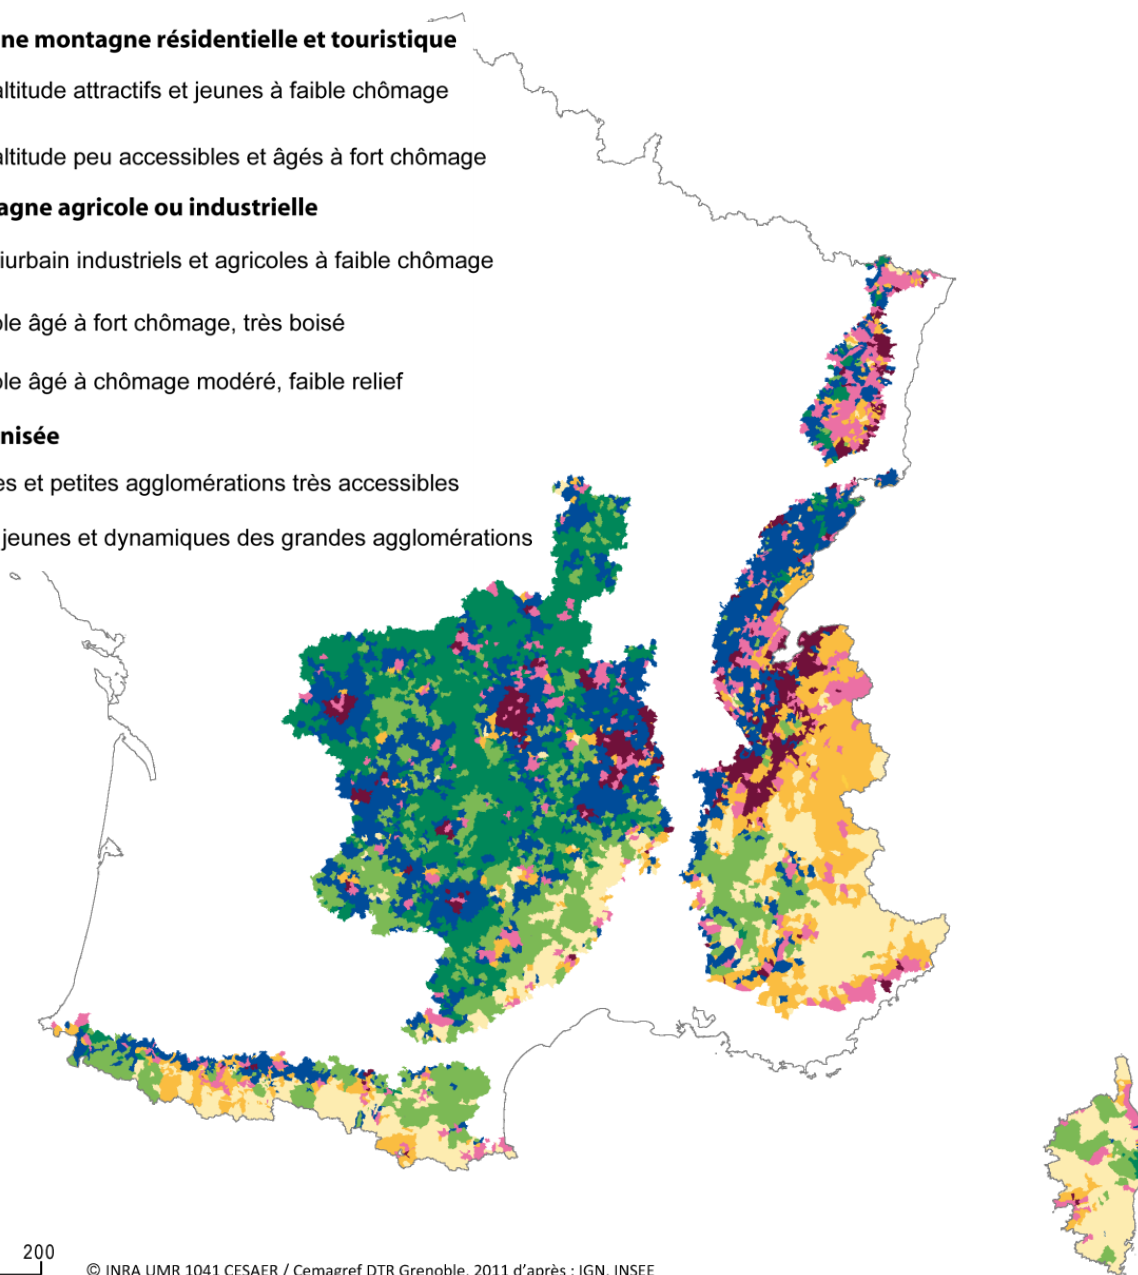 ne montagne résidentielle et touristique
altitude attractifs et jeunes à faible chômage
altitude peu accessibles et âgés à fort chômage
agne agricole ou industrielle
iurbain industriels et agricoles à faible chômage
ble âgé à fort chômage, très boisé
ble âgé à chômage modéré, faible relief
nisée
es et petites agglomérations très accessibles
jeunes et dynamiques des grandes agglomérations
200
© INRA UMR 1041 CESAER / Cemagref DTR Grenoble, 2011 d'après : IGN, INSEE